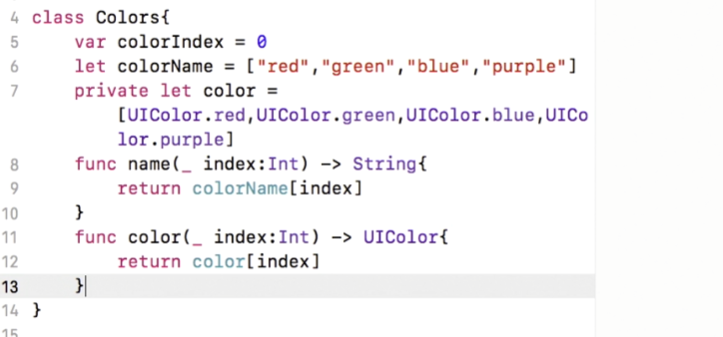 4 class Colors{
5 var colorIndex = 0
6 let colorName = ["red","green","blue","purple"]
7 private let color =
[UIColor.red,UIColor.green,UIColor.blue,UICo
lor.purple]
8 func name(_ index:Int) -> String{
9 return colorName[index]
10 }
11 func color(_ index:Int) -> UIColor{
12 return color[index]
13 }
14 }
15